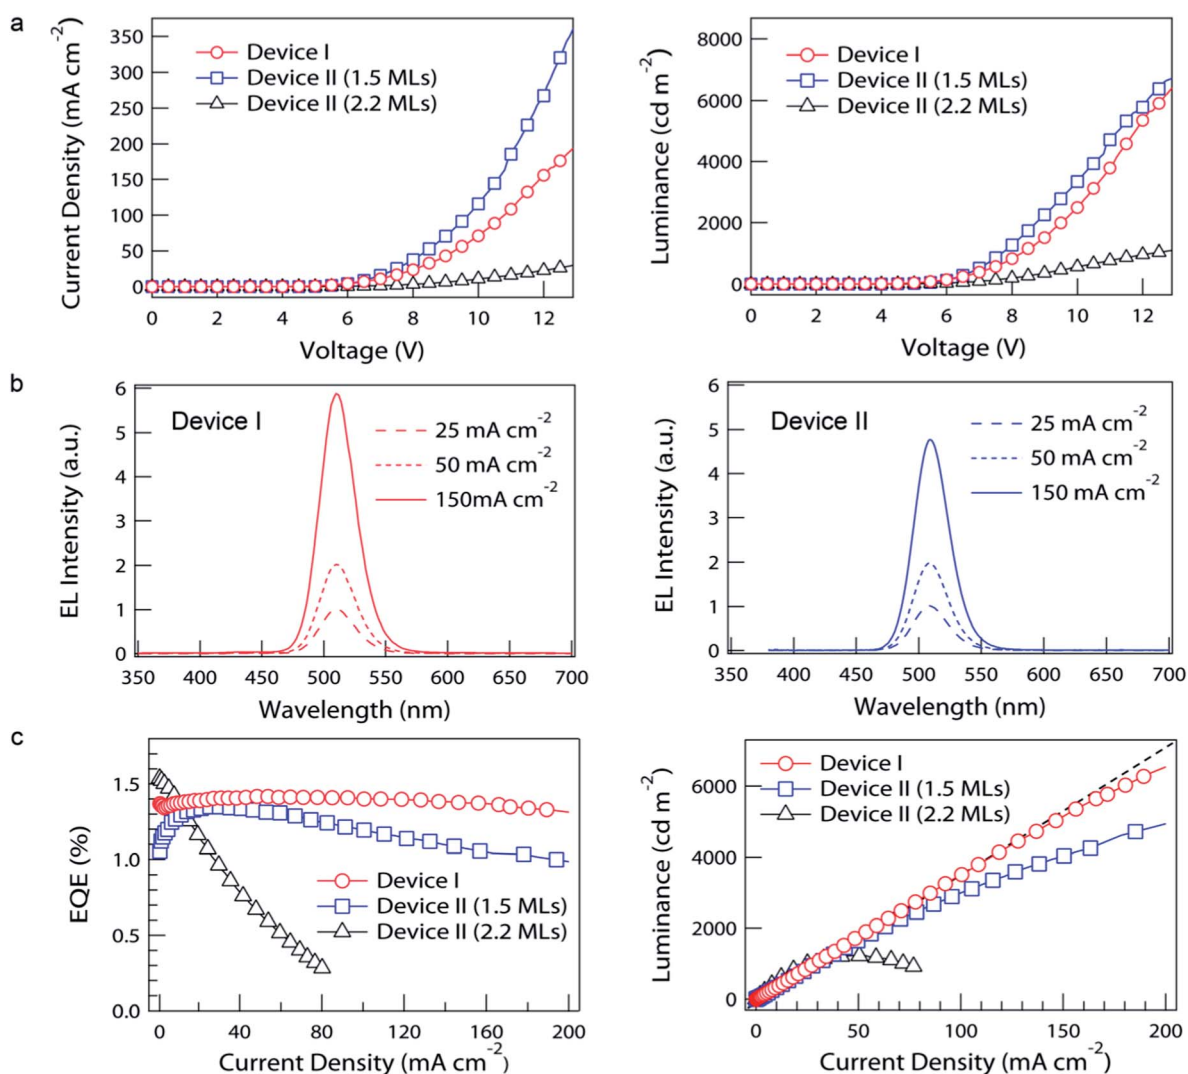 a
Current Density (mA cm-2)
350
300
250
200
150
100
50
0
Device I
Device II (1.5 MLs)
Device II (2.2 MLs)
0 2 4 6 8 10 12
Voltage (V)
Luminance (cd m-2)
8000
6000
4000
2000
0
Device I
Device II (1.5 MLs)
Device II (2.2 MLs)
0 2 4 6 8 10 12
Voltage (V)
b
EL Intensity (a.u.)
6
5
4
3
2
1
0
Device I
25 mA cm-2
50 mA cm-2
150mA cm-2
350 400 450 500 550 600 650 700
Wavelength (nm)
EL Intensity (a.u.)
6
5
4
3
2
1
0
Device II
25 mA cm-2
50 mA cm-2
150 mA cm-2
350 400 450 500 550 600 650 700
Wavelength (nm)
c
EQE (%)
1.5
1.0
0.5
0.0
Device I
Device II (1.5 MLs)
Device II (2.2 MLs)
0 40 80 120 160 200
Current Density (mA cm-2)
Luminance (cd m-2)
6000
4000
2000
0
Device I
Device II (1.5 MLs)
Device II (2.2 MLs)
0 50 100 150 200
Current Density (mA cm-2)